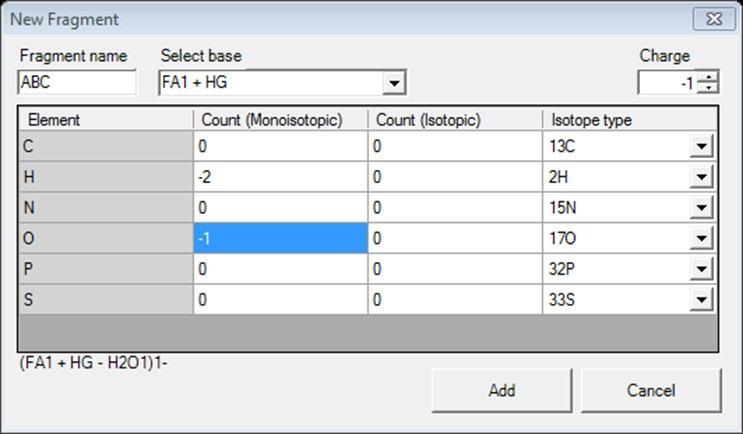 New Fragment
Fragment name Select base Charge
ABC FA1 + HG -1
Element Count (Monoisotopic) Count (Isotopic) Isotope type
C 0 0 13C
H -2 0 2H
N 0 0 15N
O -1 0 17O
P 0 0 32P
S 0 0 33S
(FA1 + HG - H2O1)1-
Add Cancel